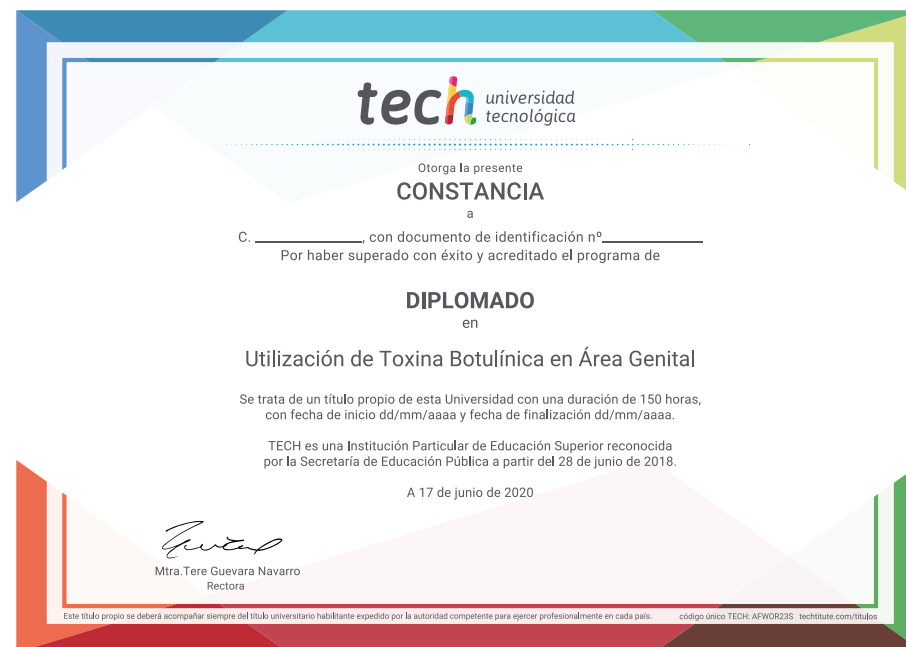 tech universidad
tecnológica
Otorga la presente
CONSTANCIA
a
C. ____________, con documento de identificación nº____________
Por haber superado con éxito y acreditado el programa de
DIPLOMADO
en
Utilización de Toxina Botulínica en Área Genital
Se trata de un título propio de esta Universidad con una duración de 150 horas,
con fecha de inicio dd/mm/aaaa y fecha de finalización dd/mm/aaaa.
TECH es una Institución Particular de Educación Superior reconocida
por la Secretaría de Educación Pública a partir del 28 de junio de 2018.
A 17 de junio de 2020
Mtra.Tere Guevara Navarro
Rectora
Este título propio se deberá acompañar siempre del título universitario habilitante expedido por la autoridad competente para ejercer profesionalmente en cada país.
código único TECH: AFWOR23S techtitute.com/titulos